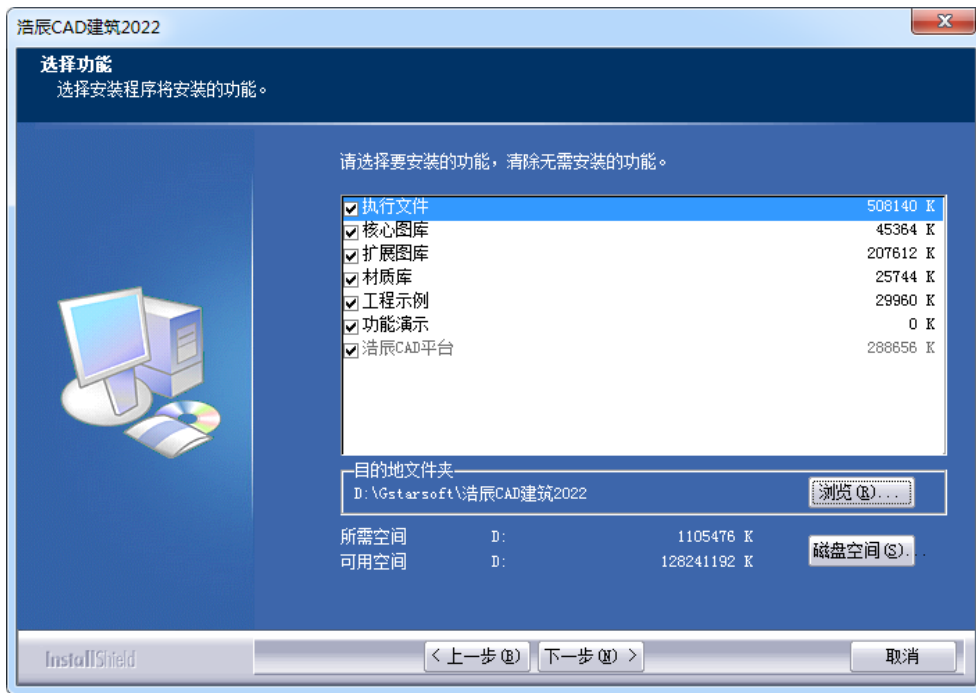 浩辰CAD建筑2022
选择功能
选择安装程序将安装的功能。
请选择要安装的功能，清除无需安装的功能。
执行文件 508140 K
核心图库 45364 K
扩展图库 207612 K
材质库 25744 K
工程示例 29960 K
功能演示 0 K
浩辰CAD平台 288656 K
目的地文件夹
D:\Gstarsoft\浩辰CAD建筑2022 浏览(R)...
所需空间 D: 1105476 K
可用空间 D: 128241192 K
磁盘空间(S)...
InstallShield
< 上一步(B) 下一步(N) > 取消